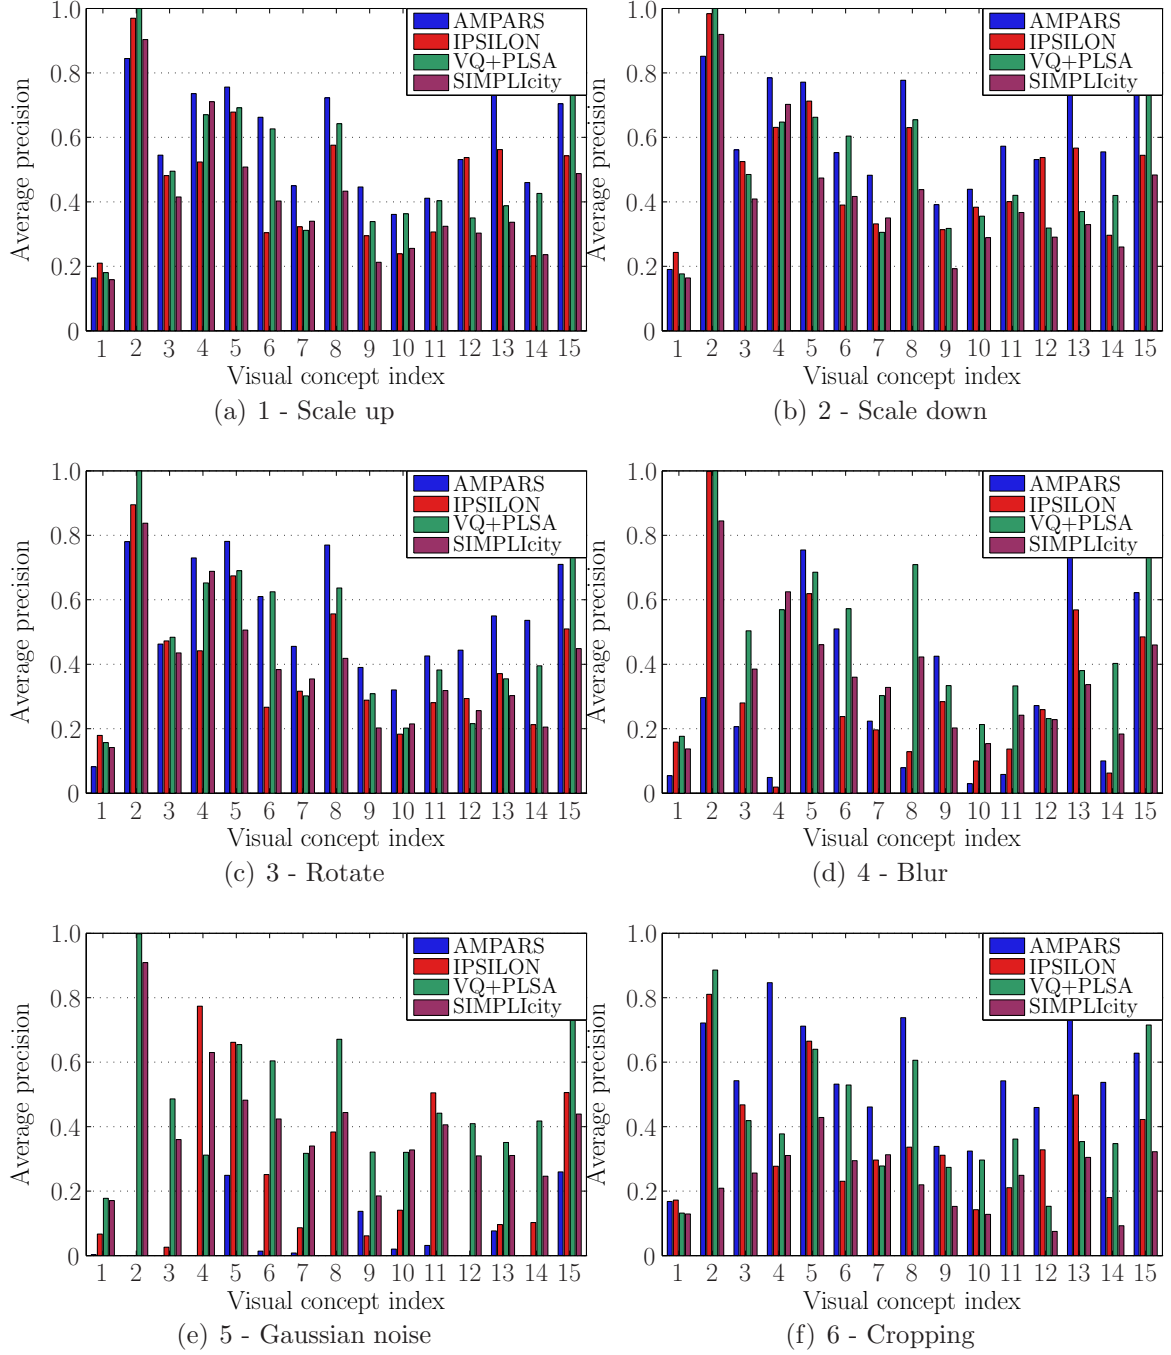 1.0
0.8
0.6
0.4
0.2
0
Average precision
AMPARS
IPSILON
VQ+PLSA
SIMPLIcity
1 2 3 4 5 6 7 8 9 10 11 12 13 14 15
Visual concept index
(a) 1 - Scale up
1.0
0.8
0.6
0.4
0.2
0
Average precision
AMPARS
IPSILON
VQ+PLSA
SIMPLIcity
1 2 3 4 5 6 7 8 9 10 11 12 13 14 15
Visual concept index
(b) 2 - Scale down
1.0
0.8
0.6
0.4
0.2
0
Average precision
AMPARS
IPSILON
VQ+PLSA
SIMPLIcity
1 2 3 4 5 6 7 8 9 10 11 12 13 14 15
Visual concept index
(c) 3 - Rotate
1.0
0.8
0.6
0.4
0.2
0
Average precision
AMPARS
IPSILON
VQ+PLSA
SIMPLIcity
1 2 3 4 5 6 7 8 9 10 11 12 13 14 15
Visual concept index
(d) 4 - Blur
1.0
0.8
0.6
0.4
0.2
0
Average precision
AMPARS
IPSILON
VQ+PLSA
SIMPLIcity
1 2 3 4 5 6 7 8 9 10 11 12 13 14 15
Visual concept index
(e) 5 - Gaussian noise
1.0
0.8
0.6
0.4
0.2
0
Average precision
AMPARS
IPSILON
VQ+PLSA
SIMPLIcity
1 2 3 4 5 6 7 8 9 10 11 12 13 14 15
Visual concept index
(f) 6 - Cropping